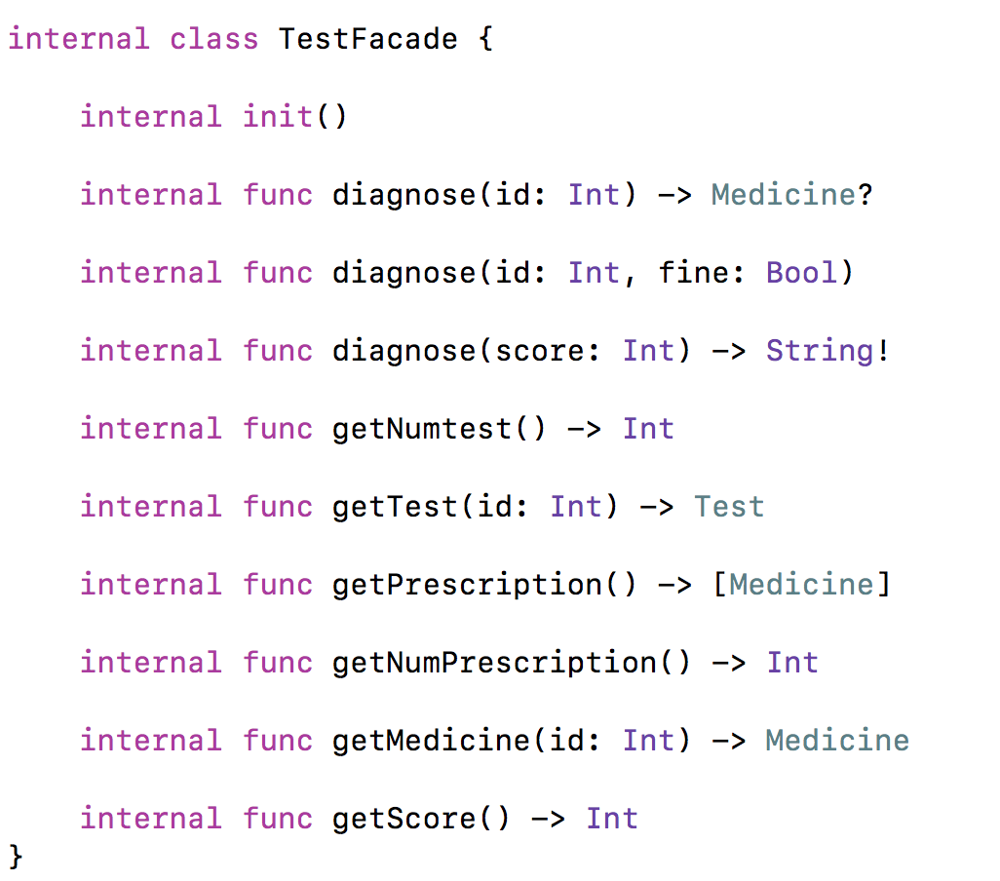 internal class TestFacade {
internal init()
internal func diagnose(id: Int) -> Medicine?
internal func diagnose(id: Int, fine: Bool)
internal func diagnose(score: Int) -> String!
internal func getNumtest() -> Int
internal func getTest(id: Int) -> Test
internal func getPrescription() -> [Medicine]
internal func getNumPrescription() -> Int
internal func getMedicine(id: Int) -> Medicine
internal func getScore() -> Int
}